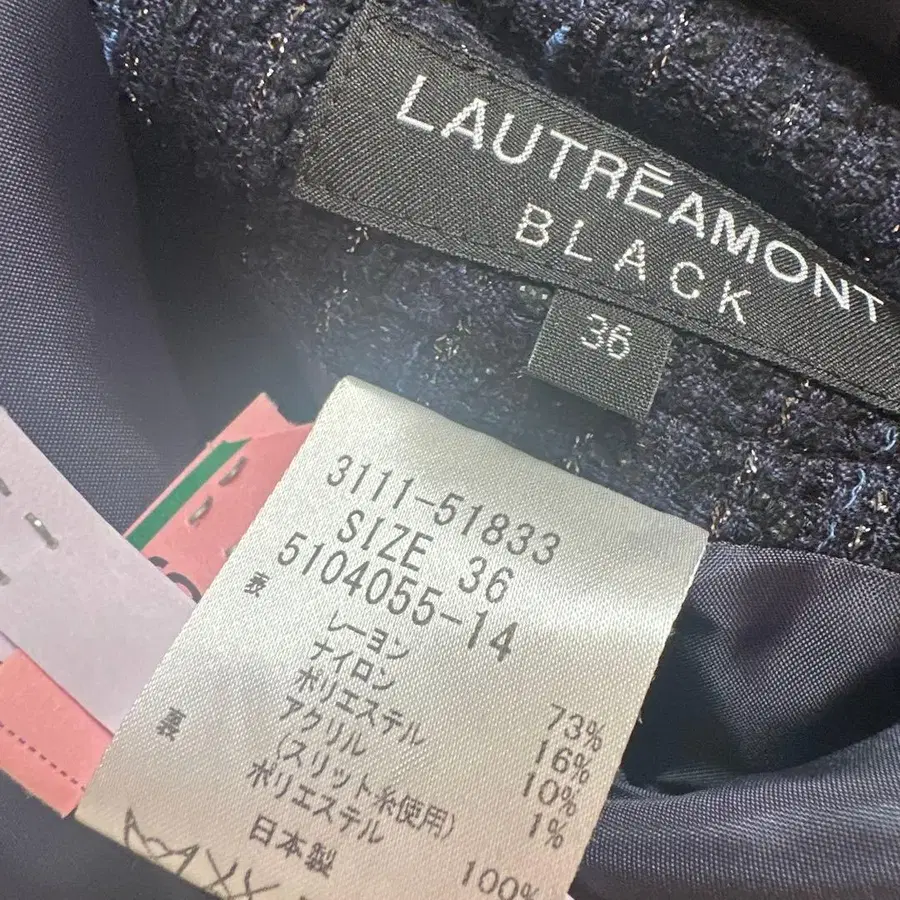 LAUTRĒAMONT
BLACK
36
3111-51833
SIZE 36
5104055-14
表
レーヨン 73%
ナイロン 16%
ポリエステル 10%
アクリル 1%
(スリット糸使用)
裏
ポリエステル 100%
日本製